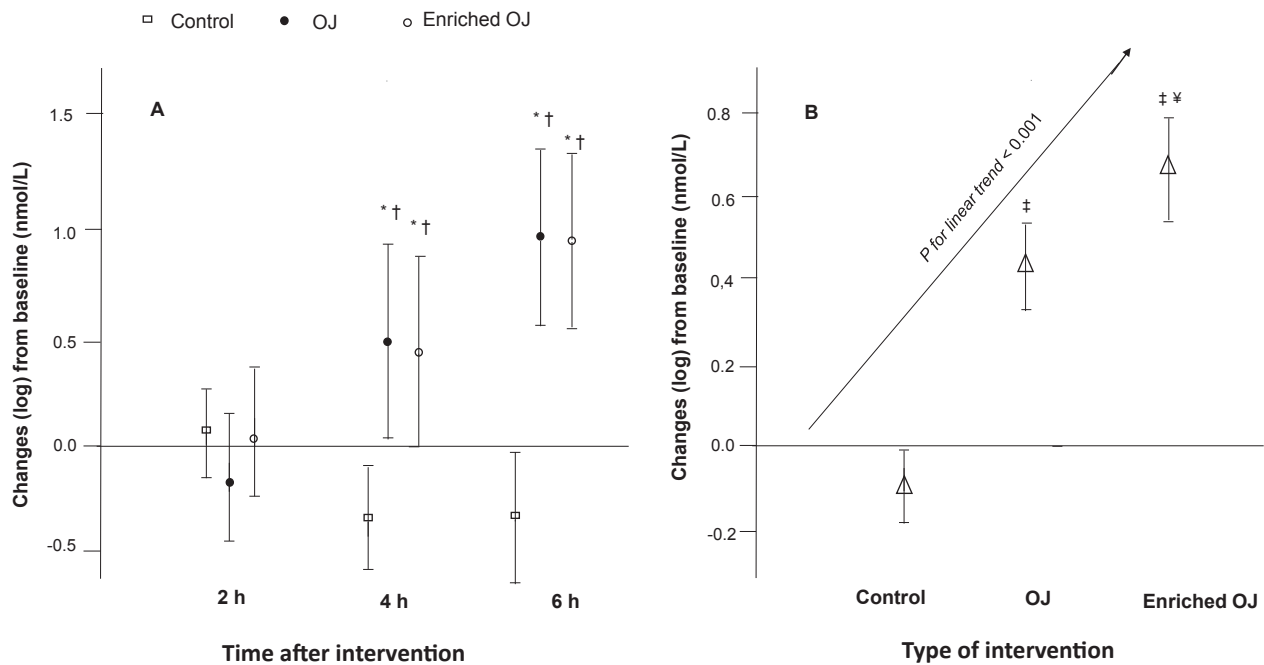 Control OJ Enriched OJ
A
Changes (log) from baseline (nmol/L)
1.5
1.0
0.5
0.0
-0.5
* †
* †
* †
* †
2 h 4 h 6 h
Time after intervention
B
Changes (log) from baseline (nmol/L)
0.8
0.6
0,4
0.2
0.0
-0.2
P for linear trend < 0.001
‡
‡ ¥
Control OJ Enriched OJ
Type of intervention